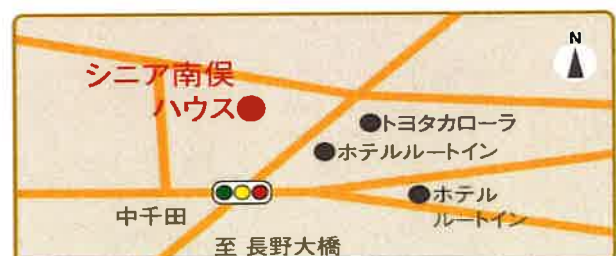 N
シニア南俣
ハウス
トヨタカローラ
ホテルルートイン
ホテル
ルートイン
中千田
至 長野大橋